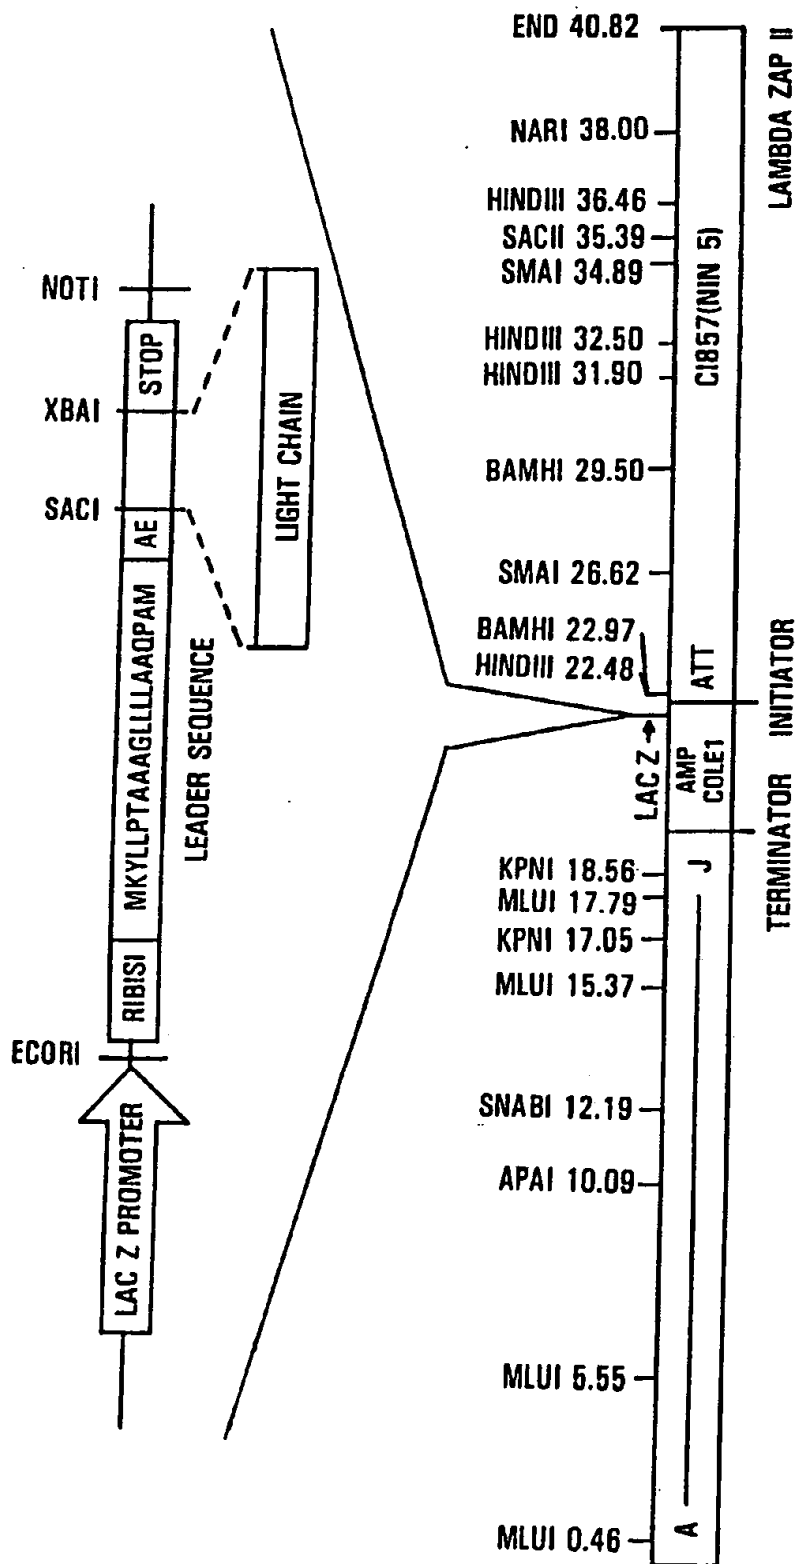 END 40.82
NARI 38.00
HINDIII 36.46
SACII 35.39
SMAI 34.89
HINDIII 32.50
HINDIII 31.90
BAMHI 29.50
SMAI 26.62
BAMHI 22.97
HINDIII 22.48
LAC Z
KPNI 18.56
MLUI 17.79
KPNI 17.05
MLUI 15.37
SNABI 12.19
APAI 10.09
MLUI 5.55
MLUI 0.46
CI857(NIN 5)
ATT
AMP
COLE1
J
A
LAMBDA ZAP II
INITIATOR
TERMINATOR
NOTI
STOP
XBAI
SACI
AE
LIGHT CHAIN
MKYLLPTAAAGLLLLAAQPAM
LEADER SEQUENCE
RIBISI
ECORI
LAC Z PROMOTER